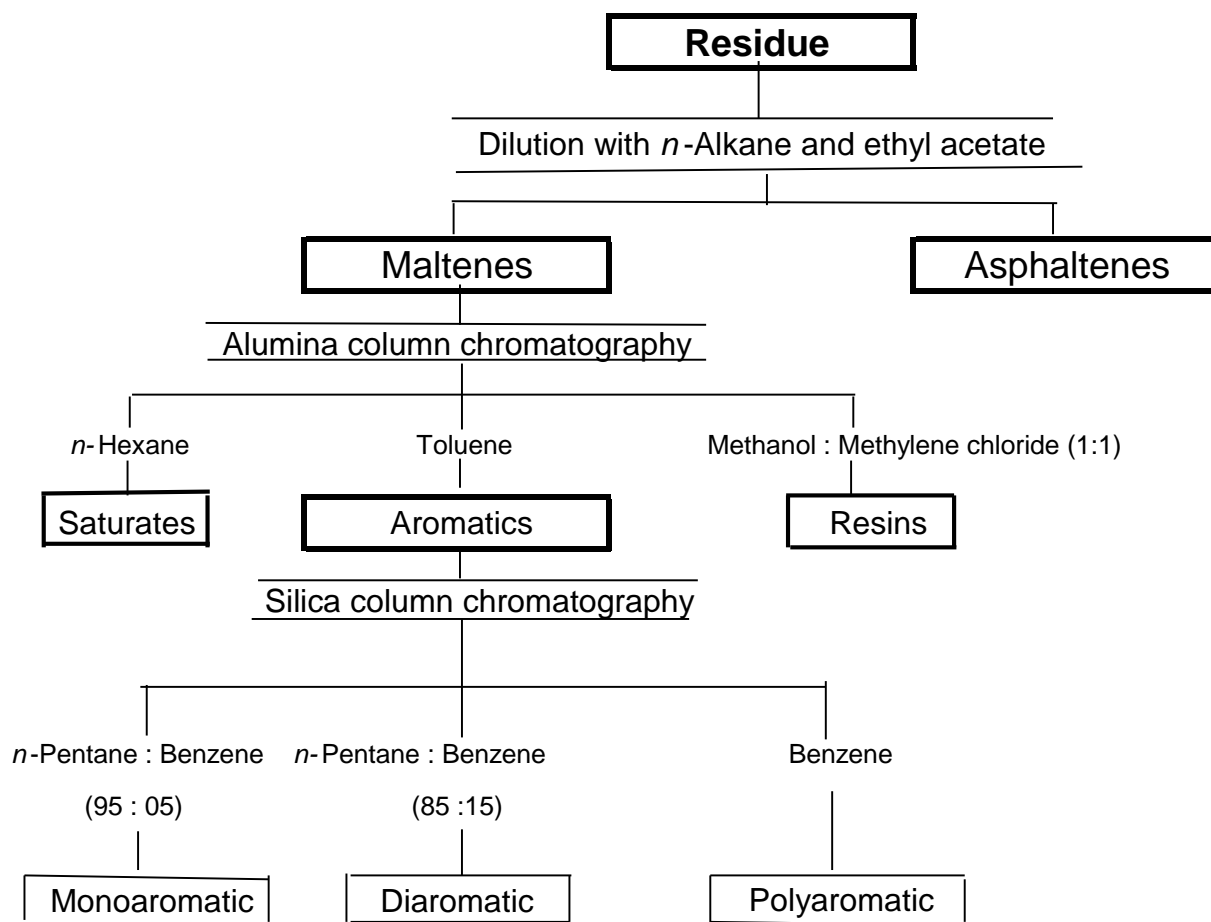 Residue
Dilution with n-Alkane and ethyl acetate
Maltenes
Asphaltenes
Alumina column chromatography
n-Hexane
Toluene
Methanol : Methylene chloride (1:1)
Saturates
Aromatics
Resins
Silica column chromatography
n-Pentane : Benzene
n-Pentane : Benzene
Benzene
(95 : 05)
(85 :15)
Monoaromatic
Diaromatic
Polyaromatic